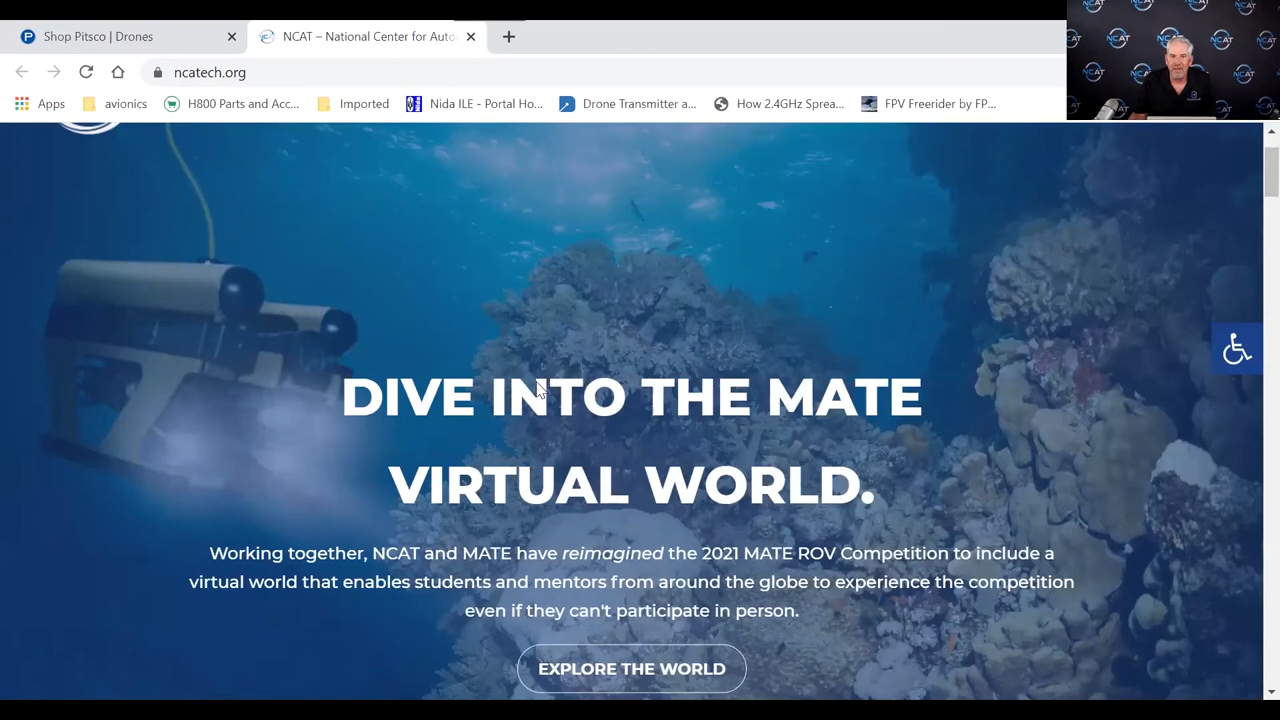 Shop Pitsco | Drones
NCAT – National Center for Auto
ncatech.org
Apps
avionics
H800 Parts and Acc...
Imported
Nida ILE - Portal Ho...
Drone Transmitter a...
How 2.4GHz Sprea...
FPV Freerider by FP...
NCAT
NCAT
NCAT
DIVE INTO THE MATE
VIRTUAL WORLD.
Working together, NCAT and MATE have reimagined the 2021 MATE ROV Competition to include a
virtual world that enables students and mentors from around the globe to experience the competition
even if they can't participate in person.
EXPLORE THE WORLD